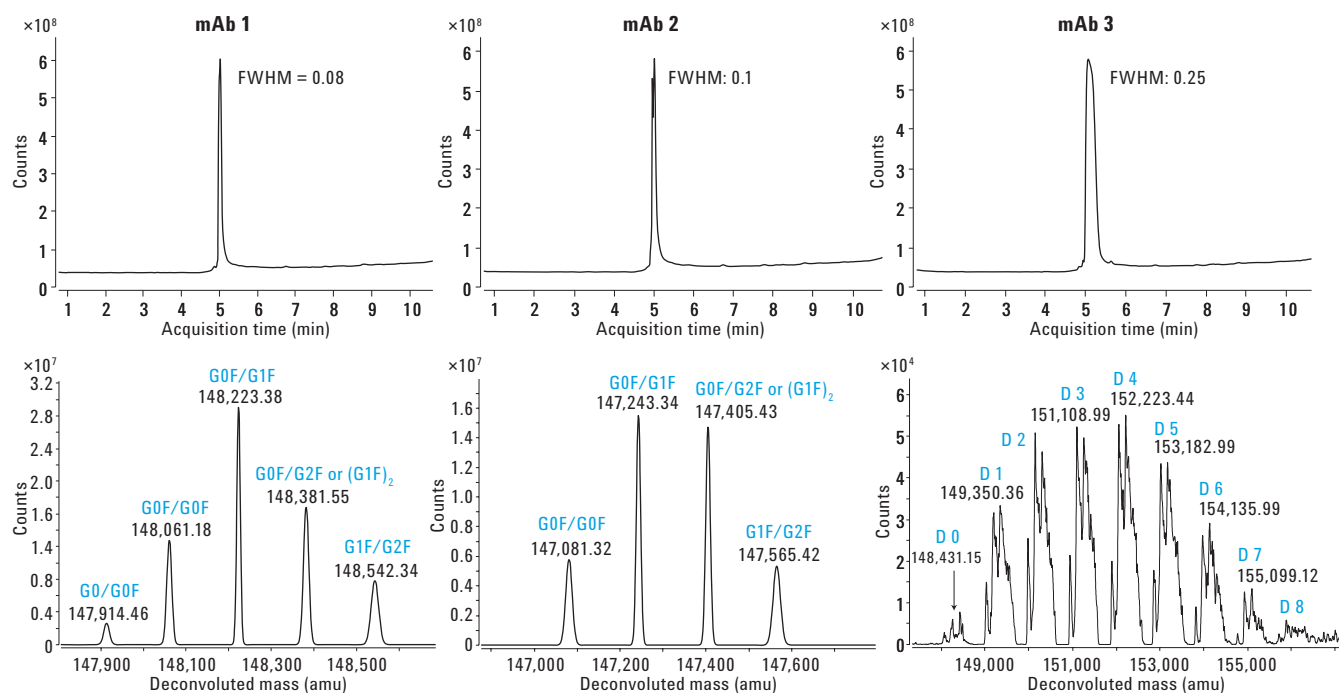 mAb 1
×10⁸
FWHM = 0.08
6
5
4
3
2
1
0
Counts
1 2 3 4 5 6 7 8 9 10
Acquisition time (min)
mAb 2
×10⁸
FWHM: 0.1
6
5
4
3
2
1
0
Counts
1 2 3 4 5 6 7 8 9 10
Acquisition time (min)
mAb 3
×10⁸
FWHM: 0.25
6
5
4
3
2
1
0
Counts
1 2 3 4 5 6 7 8 9 10
Acquisition time (min)
×10⁷
3.2
2.8
2.4
2.0
1.6
1.2
0.8
0.4
0
Counts
G0/G0F
147,914.46
G0F/G0F
148,061.18
G0F/G1F
148,223.38
G0F/G2F or (G1F)₂
148,381.55
G1F/G2F
148,542.34
147,900 148,100 148,300 148,500
Deconvoluted mass (amu)
×10⁷
1.6
1.4
1.2
1.0
0.8
0.6
0.4
0.2
0
Counts
G0F/G0F
147,081.32
G0F/G1F
147,243.34
G0F/G2F or (G1F)₂
147,405.43
G1F/G2F
147,565.42
147,000 147,200 147,400 147,600
Deconvoluted mass (amu)
×10⁴
6
5
4
3
2
1
0
Counts
D 0
148,431.15
D 1
149,350.36
D 2
D 3
151,108.99
D 4
152,223.44
D 5
153,182.99
D 6
154,135.99
D 7
155,099.12
D 8
149,000 151,000 153,000 155,000
Deconvoluted mass (amu)